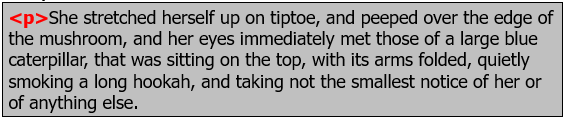 <p>She stretched herself up on tiptoe, and peeped over the edge of
the mushroom, and her eyes immediately met those of a large blue
caterpillar, that was sitting on the top, with its arms folded, quietly
smoking a long hookah, and taking not the smallest notice of her or
of anything else.